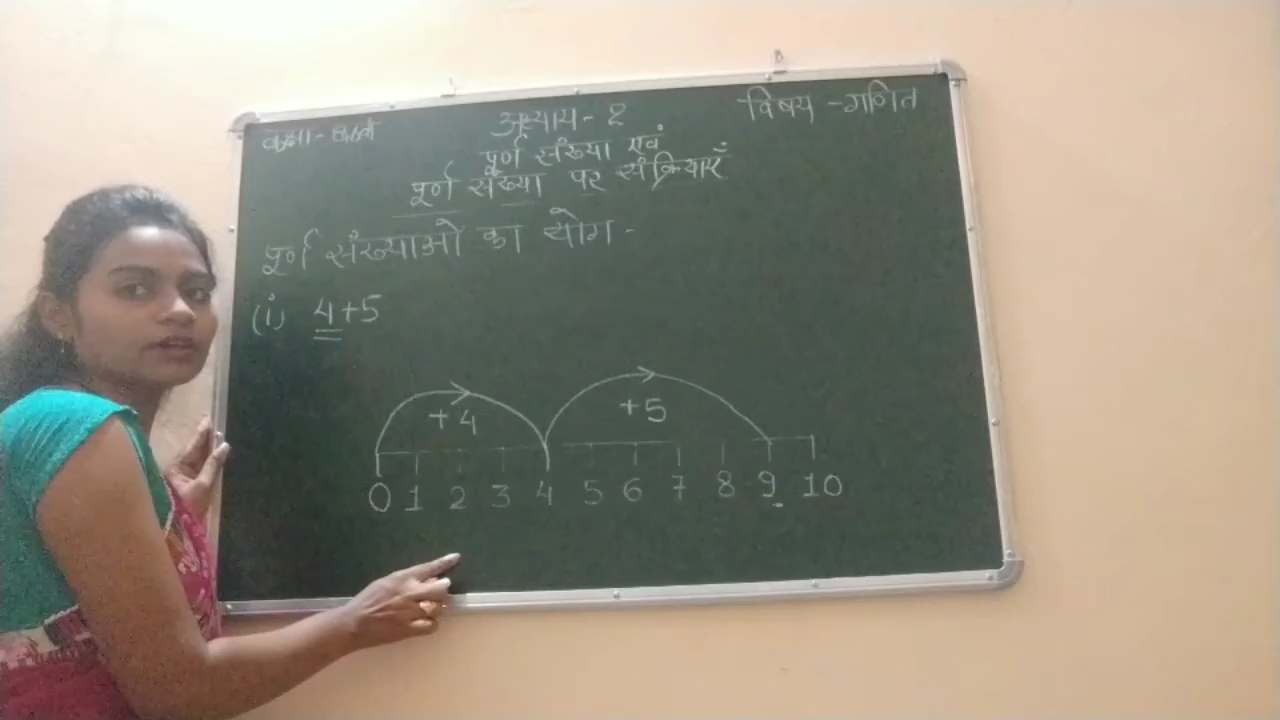 कक्षा - 6वीं
अध्याय - 2
विषय - गणित
पूर्ण संख्या एवं
पूर्ण संख्या पर संक्रियाएँ
पूर्ण संख्याओ का योग -
(i) 4+5
+4 +5
0 1 2 3 4 5 6 7 8 9 10